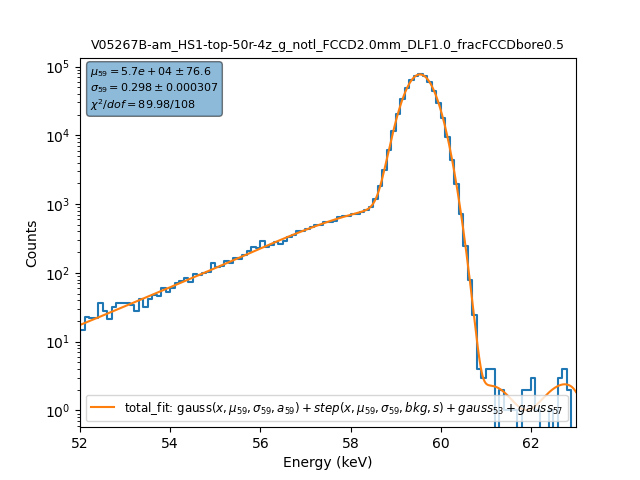 V05267B-am_HS1-top-50r-4z_g_notl_FCCD2.0mm_DLF1.0_fracFCCDbore0.5
μ₅₉ = 5.7e + 04 ± 76.6
σ₅₉ = 0.298 ± 0.000307
χ²/dof = 89.98/108
10⁵
10⁴
10³
10²
10¹
10⁰
Counts
total_fit: gauss(x, μ₅₉, σ₅₉, a₅₉) + step(x, μ₅₉, σ₅₉, bkg, s) + gauss₅₃ + gauss₅₇
52 54 56 58 60 62
Energy (keV)